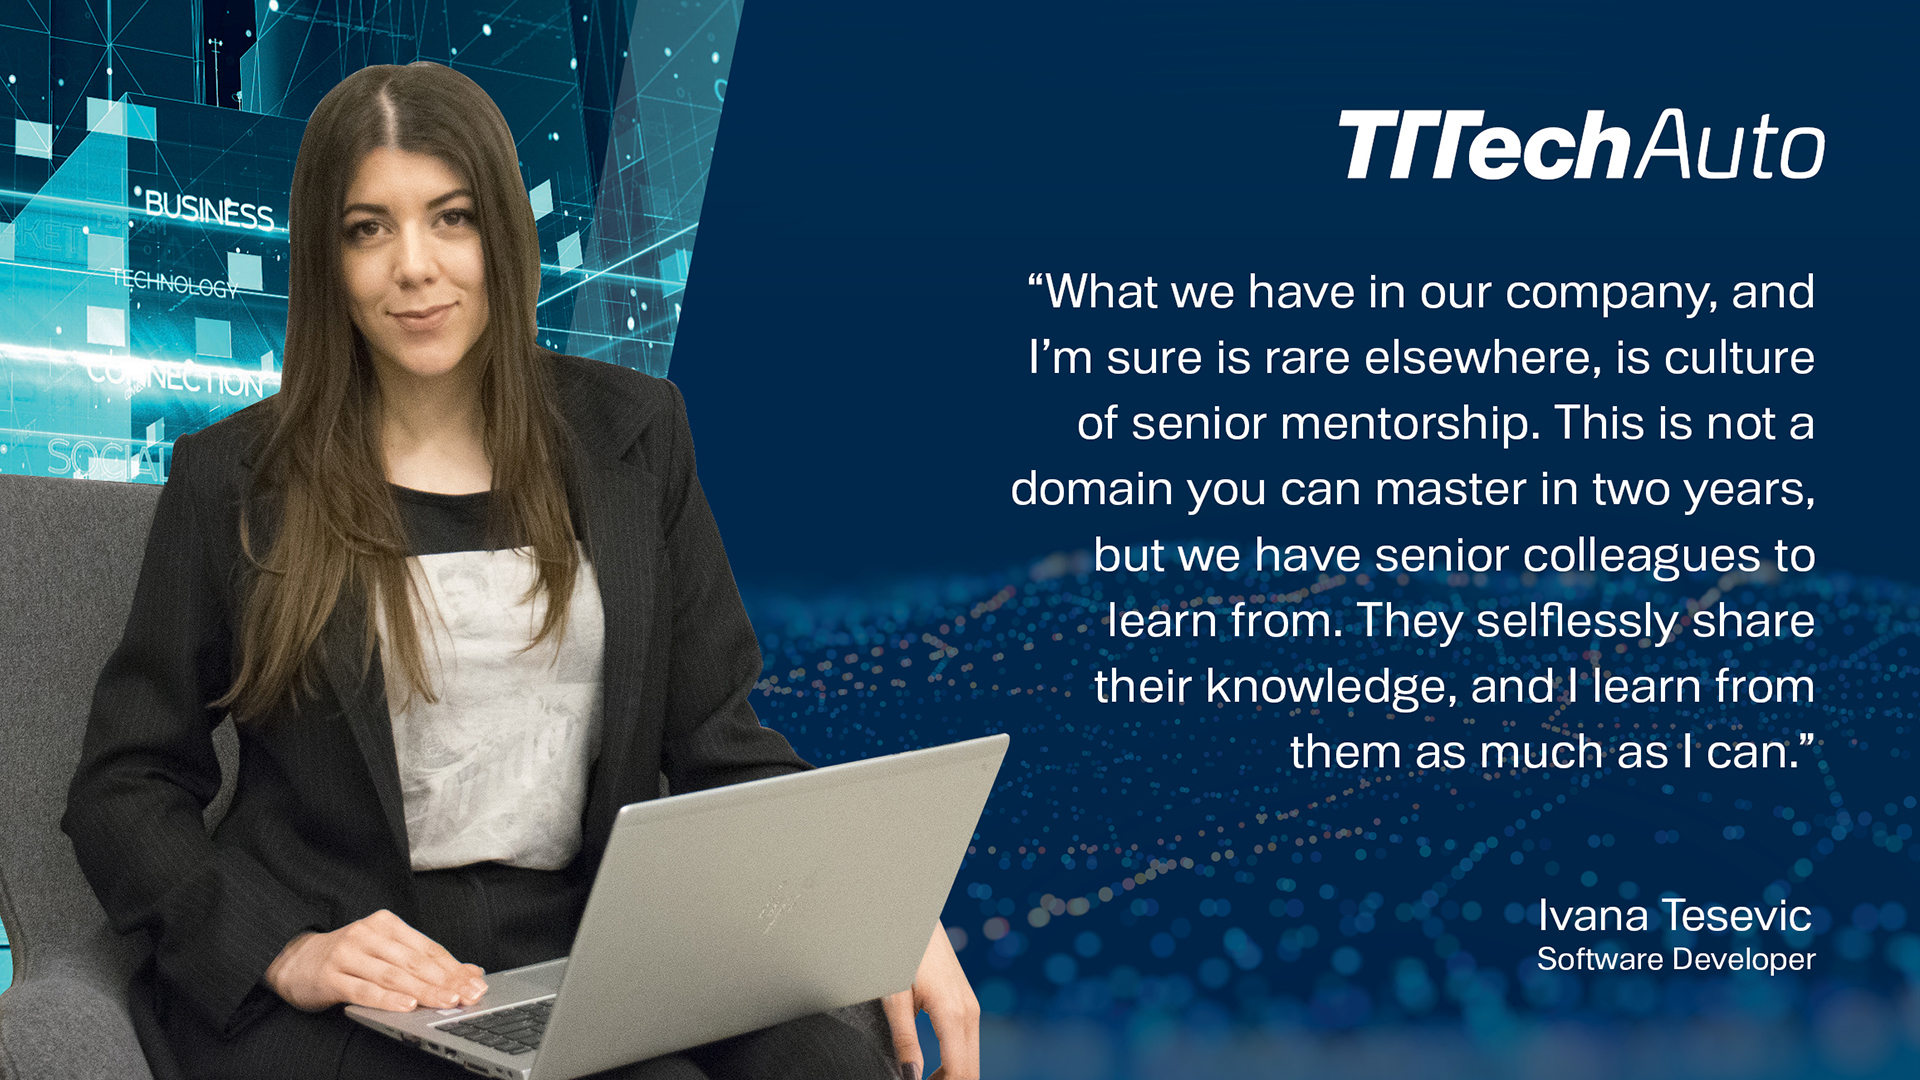 BUSINESS
TECHNOLOGY
CONNECTION
SOCIAL
TTTechAuto
“What we have in our company, and
I’m sure is rare elsewhere, is culture
of senior mentorship. This is not a
domain you can master in two years,
but we have senior colleagues to
learn from. They selflessly share
their knowledge, and I learn from
them as much as I can.”
Ivana Tesevic
Software Developer